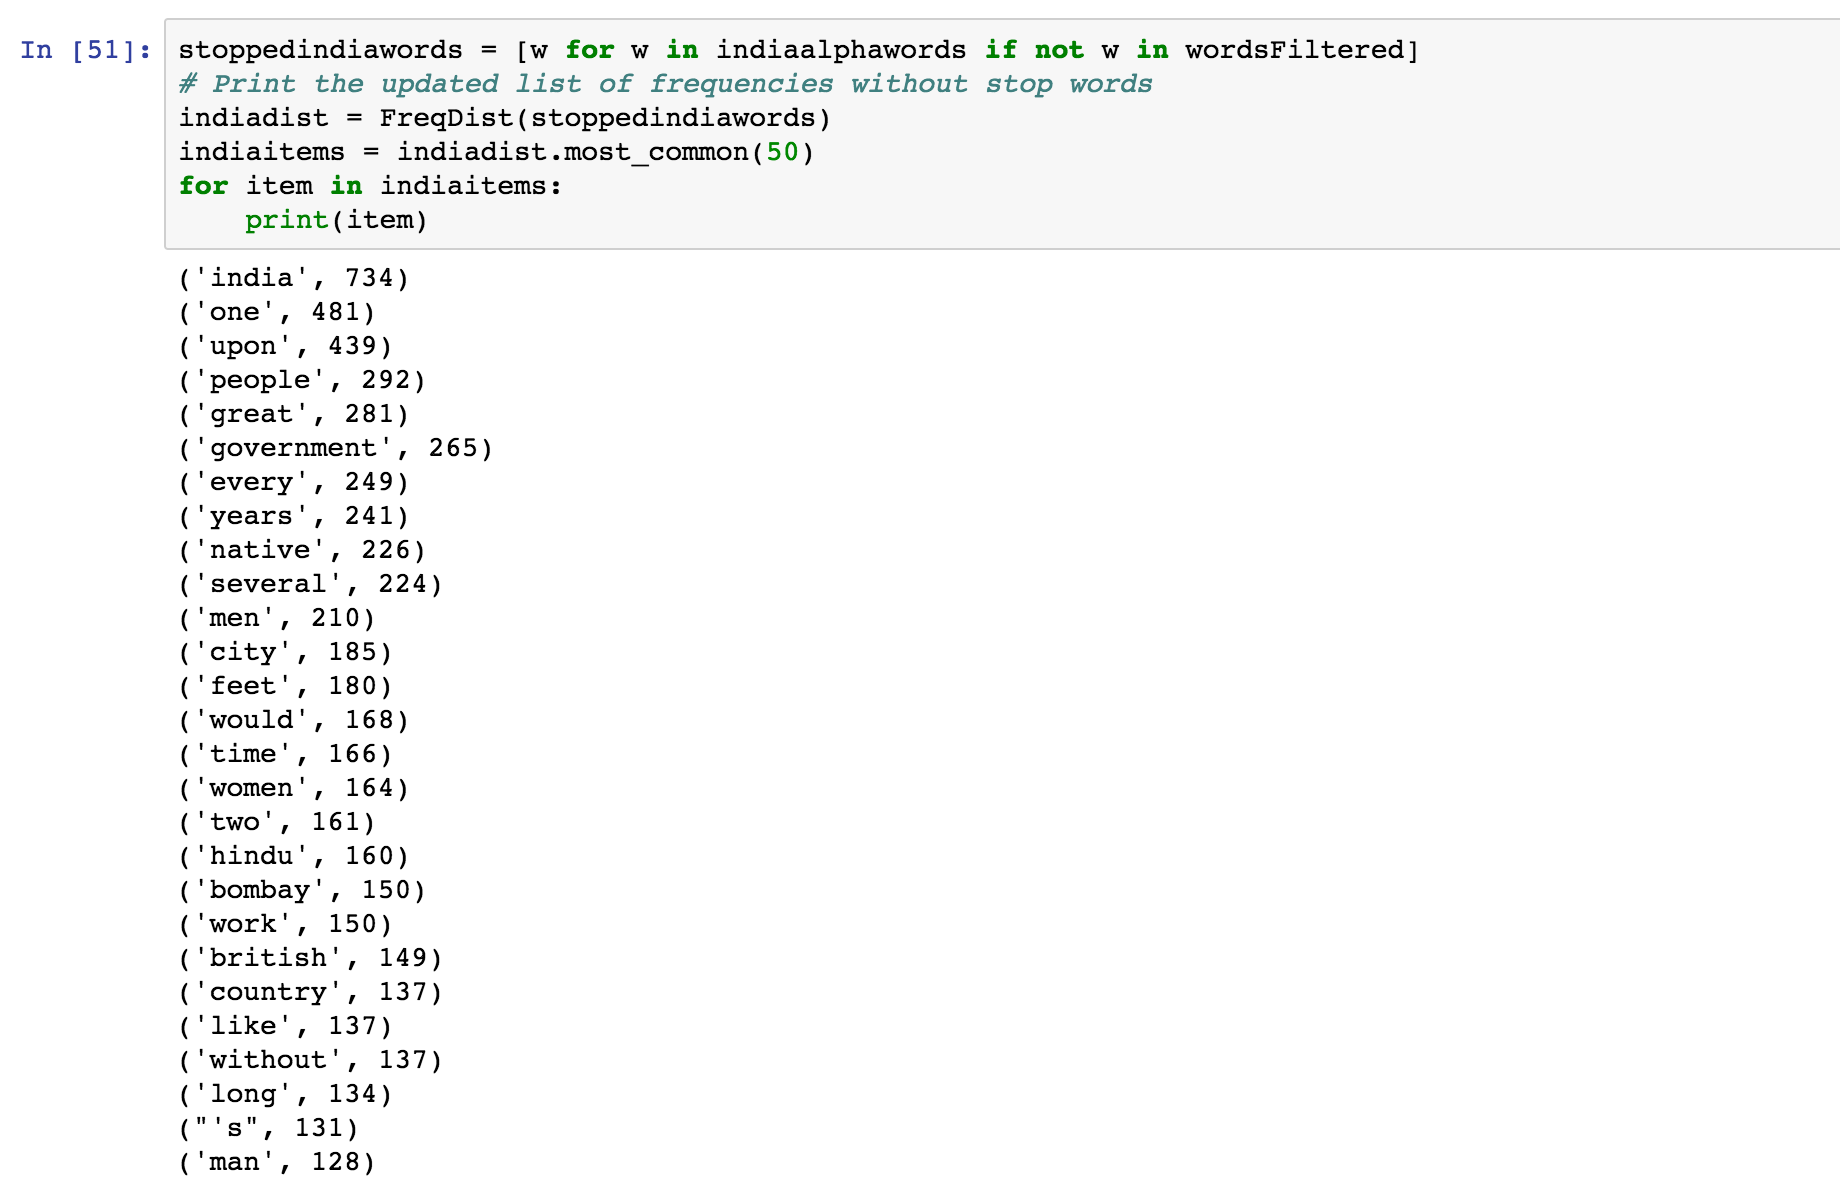 In [51]: stoppedindiawords = [w for w in indiaalphawords if not w in wordsFiltered]
# Print the updated list of frequencies without stop words
indiadist = FreqDist(stoppedindiawords)
indiaitems = indiadist.most_common(50)
for item in indiaitems:
    print(item)
('india', 734)
('one', 481)
('upon', 439)
('people', 292)
('great', 281)
('government', 265)
('every', 249)
('years', 241)
('native', 226)
('several', 224)
('men', 210)
('city', 185)
('feet', 180)
('would', 168)
('time', 166)
('women', 164)
('two', 161)
('hindu', 160)
('bombay', 150)
('work', 150)
('british', 149)
('country', 137)
('like', 137)
('without', 137)
('long', 134)
("'s", 131)
('man', 128)